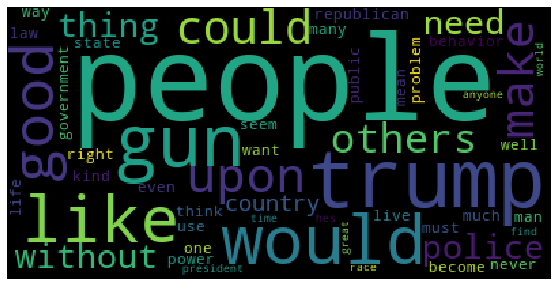 way
republican
thing
could
need
law
state
many
behavior
people
good
government
public
mean
problem
make
world
anyone
gun
seem
others
well
right
want
kind
upon
trump
life
even
country
like
think
live
much
man
use
time
hes
must
find
would
without
one
great
police
power
race
become
never
president